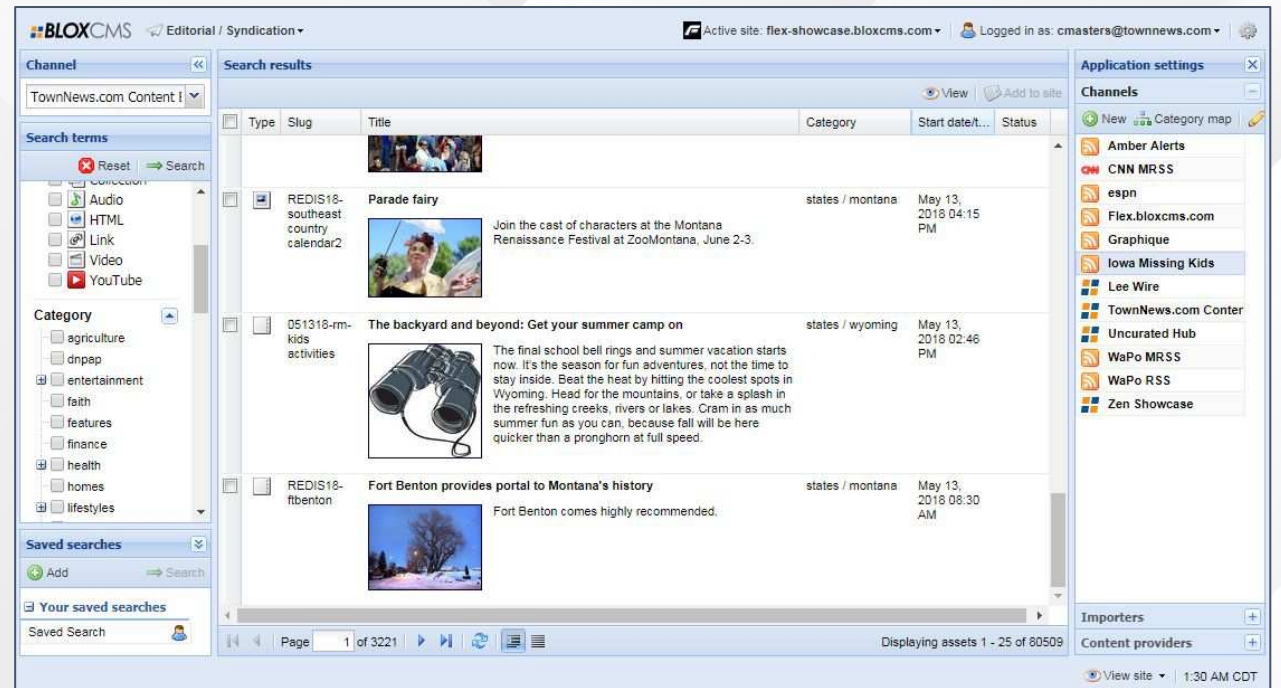 BLOXCMS Editorial / Syndication
Active site: flex-showcase.bloxcms.com
Logged in as: cmasters@townnews.com
Channel
TownNews.com Content E
Search terms
Reset Search
Collection
Audio
HTML
Link
Video
YouTube
Category
agriculture
dnpap
entertainment
faith
features
finance
health
homes
lifestyles
Saved searches
Add Search
Your saved searches
Saved Search
Search results
View Add to site
Type Slug Title Category Start date/t... Status
REDIS18-
southeast
country
calendar2
Parade fairy
Join the cast of characters at the Montana
Renaissance Festival at ZooMontana, June 2-3.
states / montana
May 13,
2018 04:15
PM
051318-rm-
kids
activities
The backyard and beyond: Get your summer camp on
The final school bell rings and summer vacation starts
now. It's the season for fun adventures, not the time to
stay inside. Beat the heat by hitting the coolest spots in
Wyoming. Head for the mountains, or take a splash in
the refreshing creeks, rivers or lakes. Cram in as much
summer fun as you can, because fall will be here
quicker than a pronghorn at full speed.
states / wyoming
May 13,
2018 02:46
PM
REDIS18-
ftbenton
Fort Benton provides portal to Montana's history
Fort Benton comes highly recommended.
states / montana
May 13,
2018 08:30
AM
Page 1 of 3221
Displaying assets 1 - 25 of 80509
Application settings
Channels
New Category map
Amber Alerts
CNN CNN MRSS
espn
Flex.bloxcms.com
Graphique
Iowa Missing Kids
Lee Wire
TownNews.com Conter
Uncurated Hub
WaPo MRSS
WaPo RSS
Zen Showcase
Importers
Content providers
View site 1:30 AM CDT